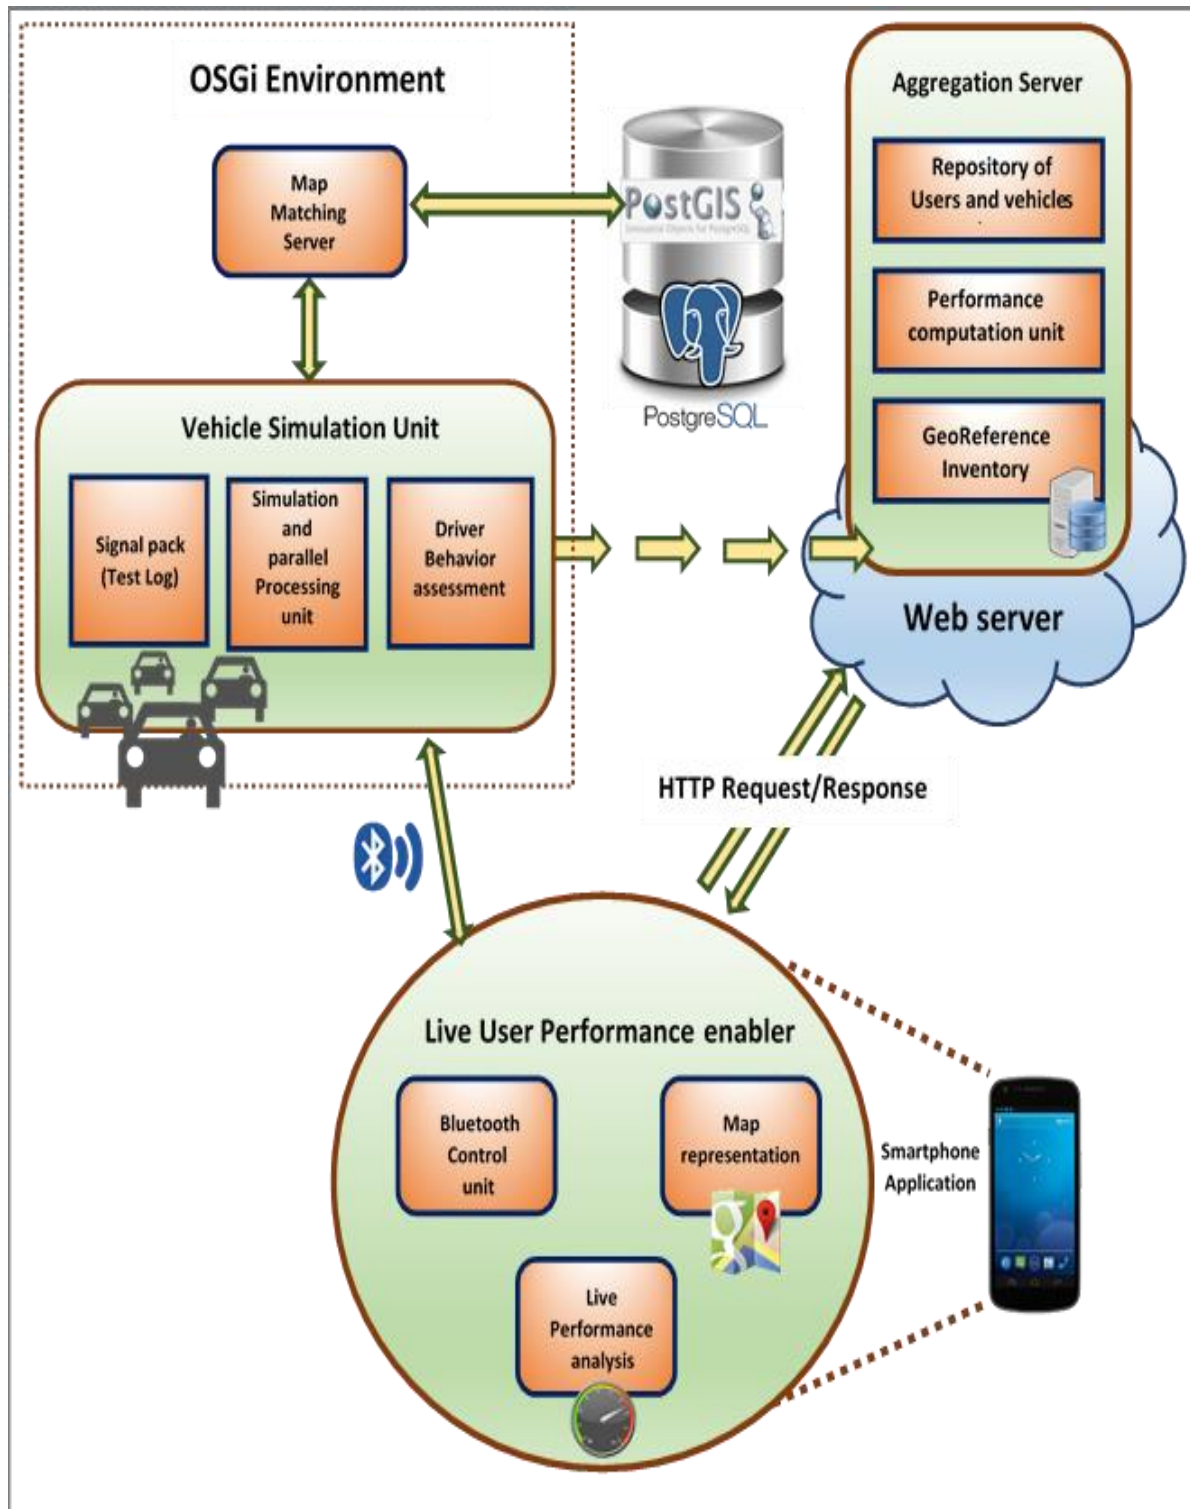 OSGi Environment
Map
Matching
Server
PostGIS
PostgreSQL
Aggregation Server
Repository of
Users and vehicles
Performance
computation unit
GeoReference
Inventory
Web server
Vehicle Simulation Unit
Signal pack
(Test Log)
Simulation
and
parallel
Processing
unit
Driver
Behavior
assessment
HTTP Request/Response
Live User Performance enabler
Bluetooth
Control
unit
Map
representation
Live
Performance
analysis
Smartphone
Application